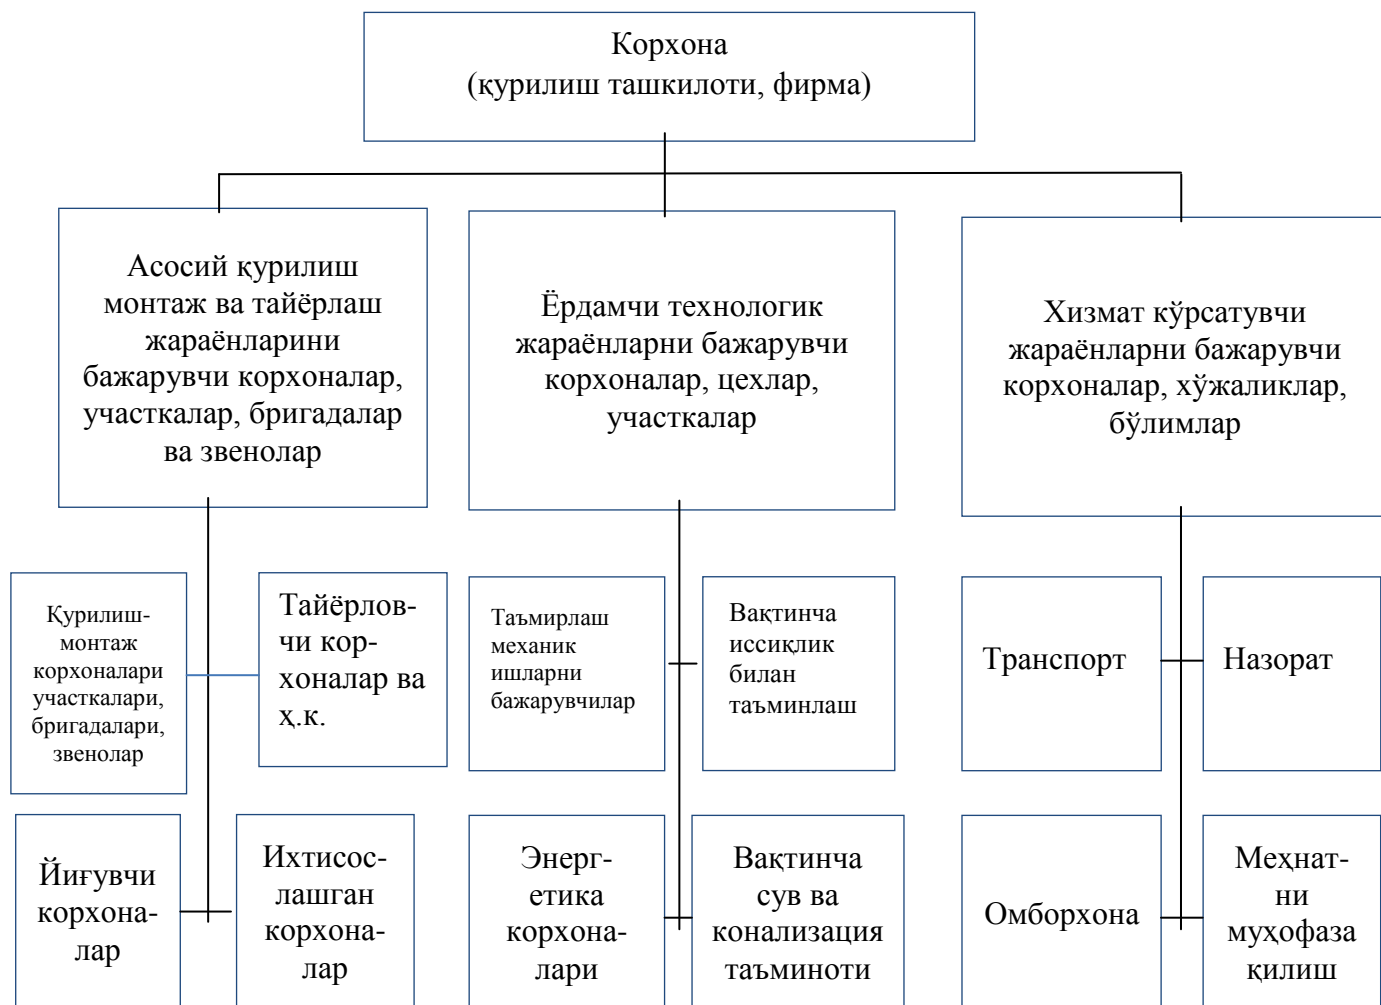 Корхона
(қурилиш ташкилоти, фирма)
Асосий қурилиш
монтаж ва тайёрлаш
жараёнларини
бажарувчи корхоналар,
участкалар, бригадалар
ва звенолар
Ёрдамчи технологик
жараёнларни бажарувчи
корхоналар, цехлар,
участкалар
Хизмат кўрсатувчи
жараёнларни бажарувчи
корхоналар, хўжаликлар,
бўлимлар
Қурилиш-
монтаж
корхоналари
участкалари,
бригадалари,
звенолар
Тайёрлов-
чи кор-
хоналар ва
ҳ.к.
Таъмирлаш
механик
ишларни
бажарувчилар
Вақтинча
иссиқлик
билан
таъминлаш
Транспорт
Назорат
Йиғувчи
корхона-
лар
Ихтисос-
лашган
корхона-
лар
Энерг-
етика
корхона-
лари
Вақтинча
сув ва
конализация
таъминоти
Омборхона
Меҳнат-
ни
муҳофаза
қилиш